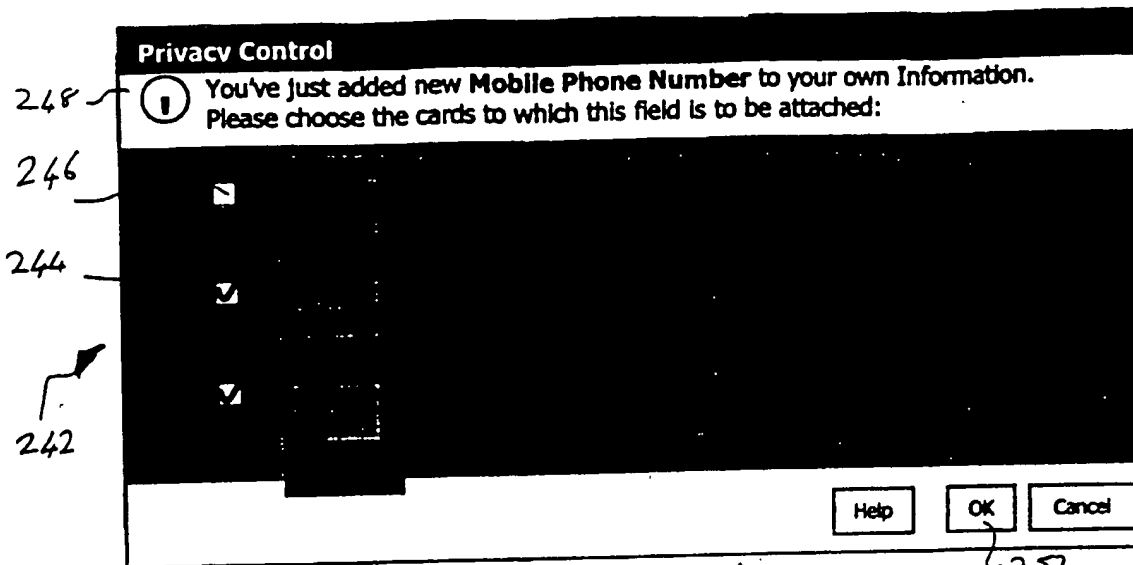 Privacy Control
248
You've just added new Mobile Phone Number to your own Information.
Please choose the cards to which this field is to be attached:
246
244
242
Help
OK
Cancel